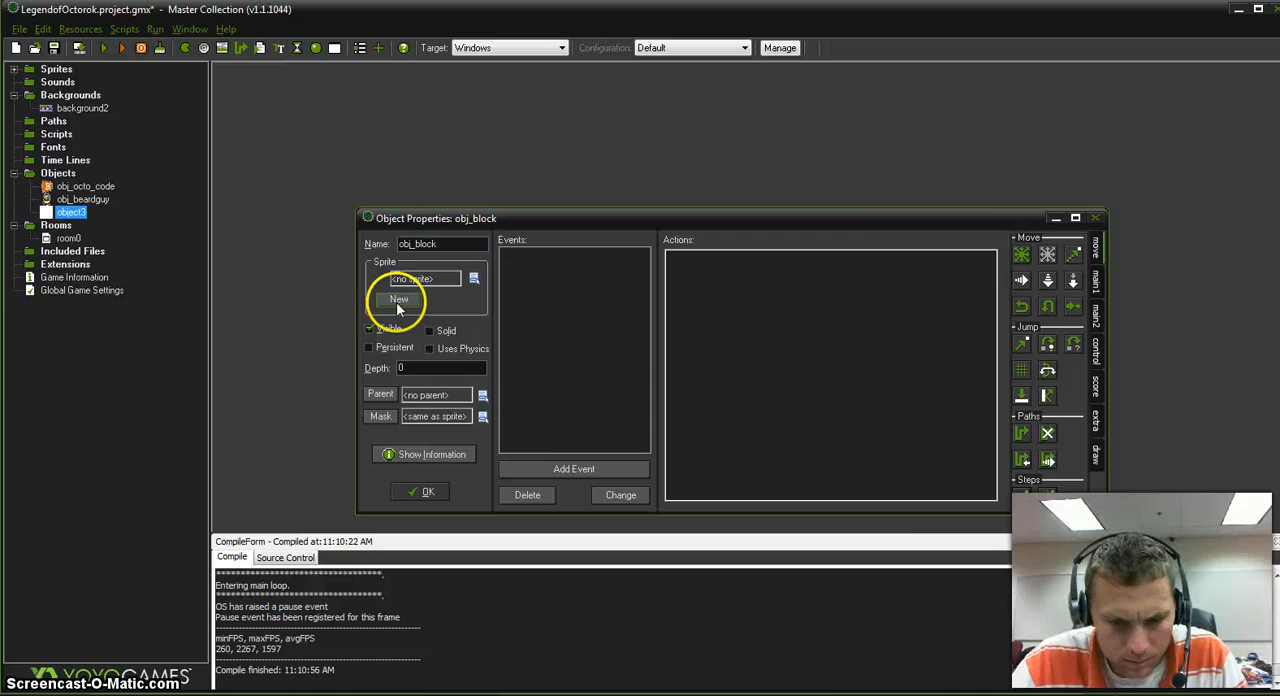 LegendofOctorok.project.gmx* - Master Collection (v1.1.1044)
File Edit Resources Scripts Run Window Help
Target: Windows Configuration: Default Manage
Sprites
Sounds
Backgrounds
background2
Paths
Scripts
Fonts
Time Lines
Objects
obj_octo_code
obj_beardguy
object3
Rooms
room0
Included Files
Extensions
Game Information
Global Game Settings
Object Properties: obj_block
Name: obj_block
Sprite
<no sprite>
New
Visible Solid
Persistent Uses Physics
Depth: 0
Parent <no parent>
Mask <same as sprite>
Show Information
OK
Events:
Add Event
Delete Change
Actions:
Move
Jump
Paths
Steps
move
main1
main2
control
score
extra
draw
CompileForm - Compiled at:11:10:22 AM
Compile Source Control
***********************************.
Entering main loop.
***********************************.
OS has raised a pause event
Pause event has been registered for this frame
minFPS, maxFPS, avgFPS
260, 2267, 1597
Compile finished: 11:10:56 AM
YOYOGAMES
Screencast-O-Matic.com